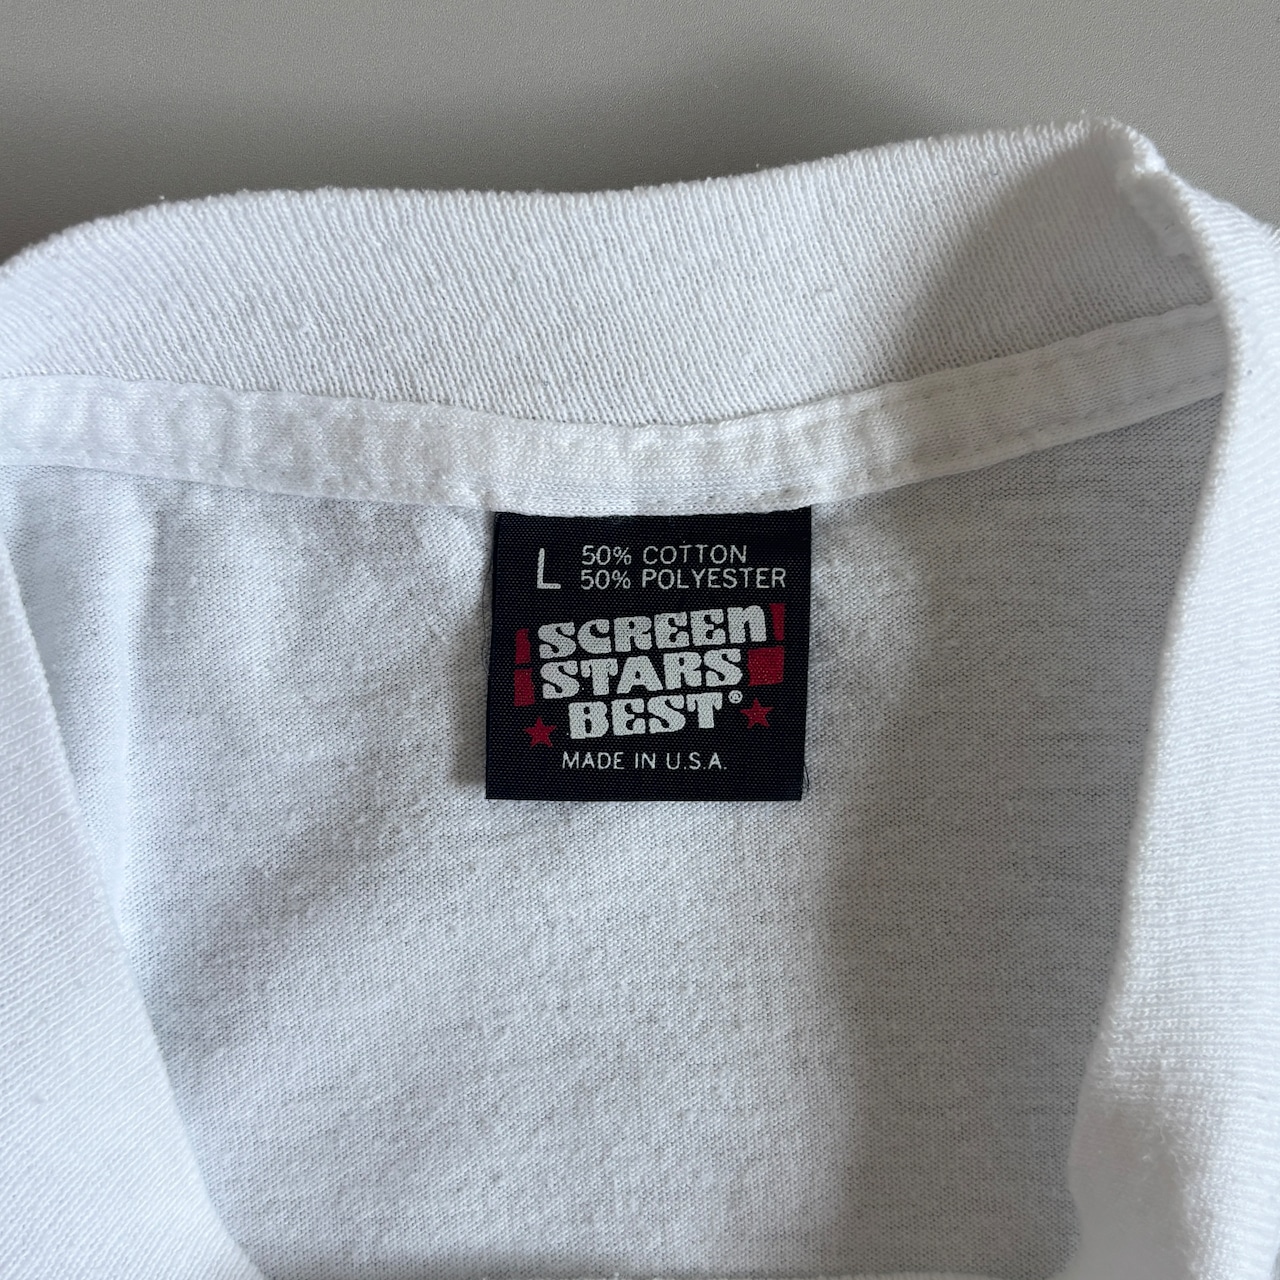 L 50% COTTON
50% POLYESTER
SCREEN
STARS
BEST®
MADE IN U.S.A.